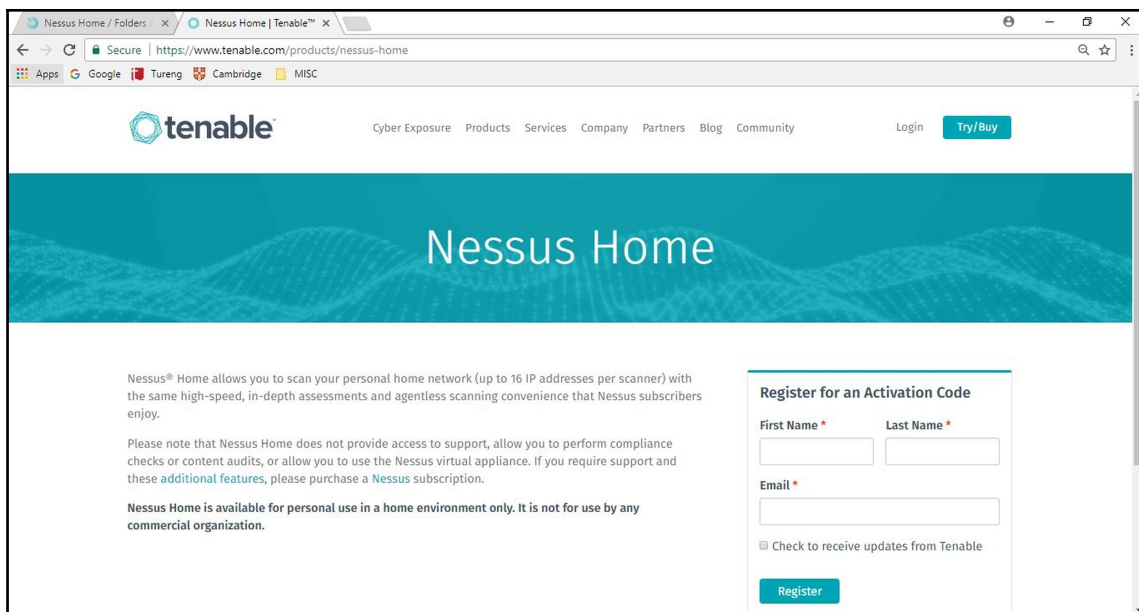 Nessus Home / Folders /
Nessus Home | Tenable™
Secure | https://www.tenable.com/products/nessus-home
Apps Google Tureng Cambridge MISC
tenable
Cyber Exposure Products Services Company Partners Blog Community Login Try/Buy
Nessus Home
Nessus® Home allows you to scan your personal home network (up to 16 IP addresses per scanner) with
the same high-speed, in-depth assessments and agentless scanning convenience that Nessus subscribers
enjoy.
Please note that Nessus Home does not provide access to support, allow you to perform compliance
checks or content audits, or allow you to use the Nessus virtual appliance. If you require support and
these additional features, please purchase a Nessus subscription.
Nessus Home is available for personal use in a home environment only. It is not for use by any
commercial organization.
Register for an Activation Code
First Name * Last Name *
Email *
Check to receive updates from Tenable
Register